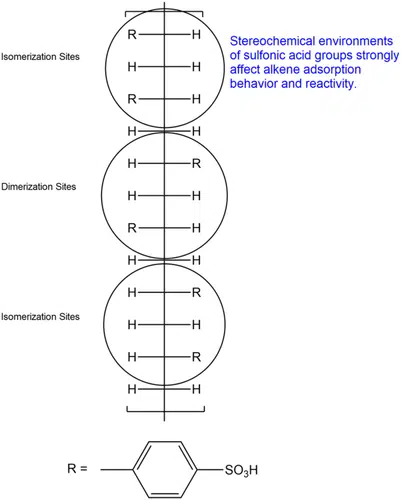 R H
Isomerization Sites
H H
R H
H H
Stereochemical environments
of sulfonic acid groups strongly
affect alkene adsorption
behavior and reactivity.
H R
Dimerization Sites
H H
R H
H H
H R
Isomerization Sites
H H
H R
H H
R = SO3H